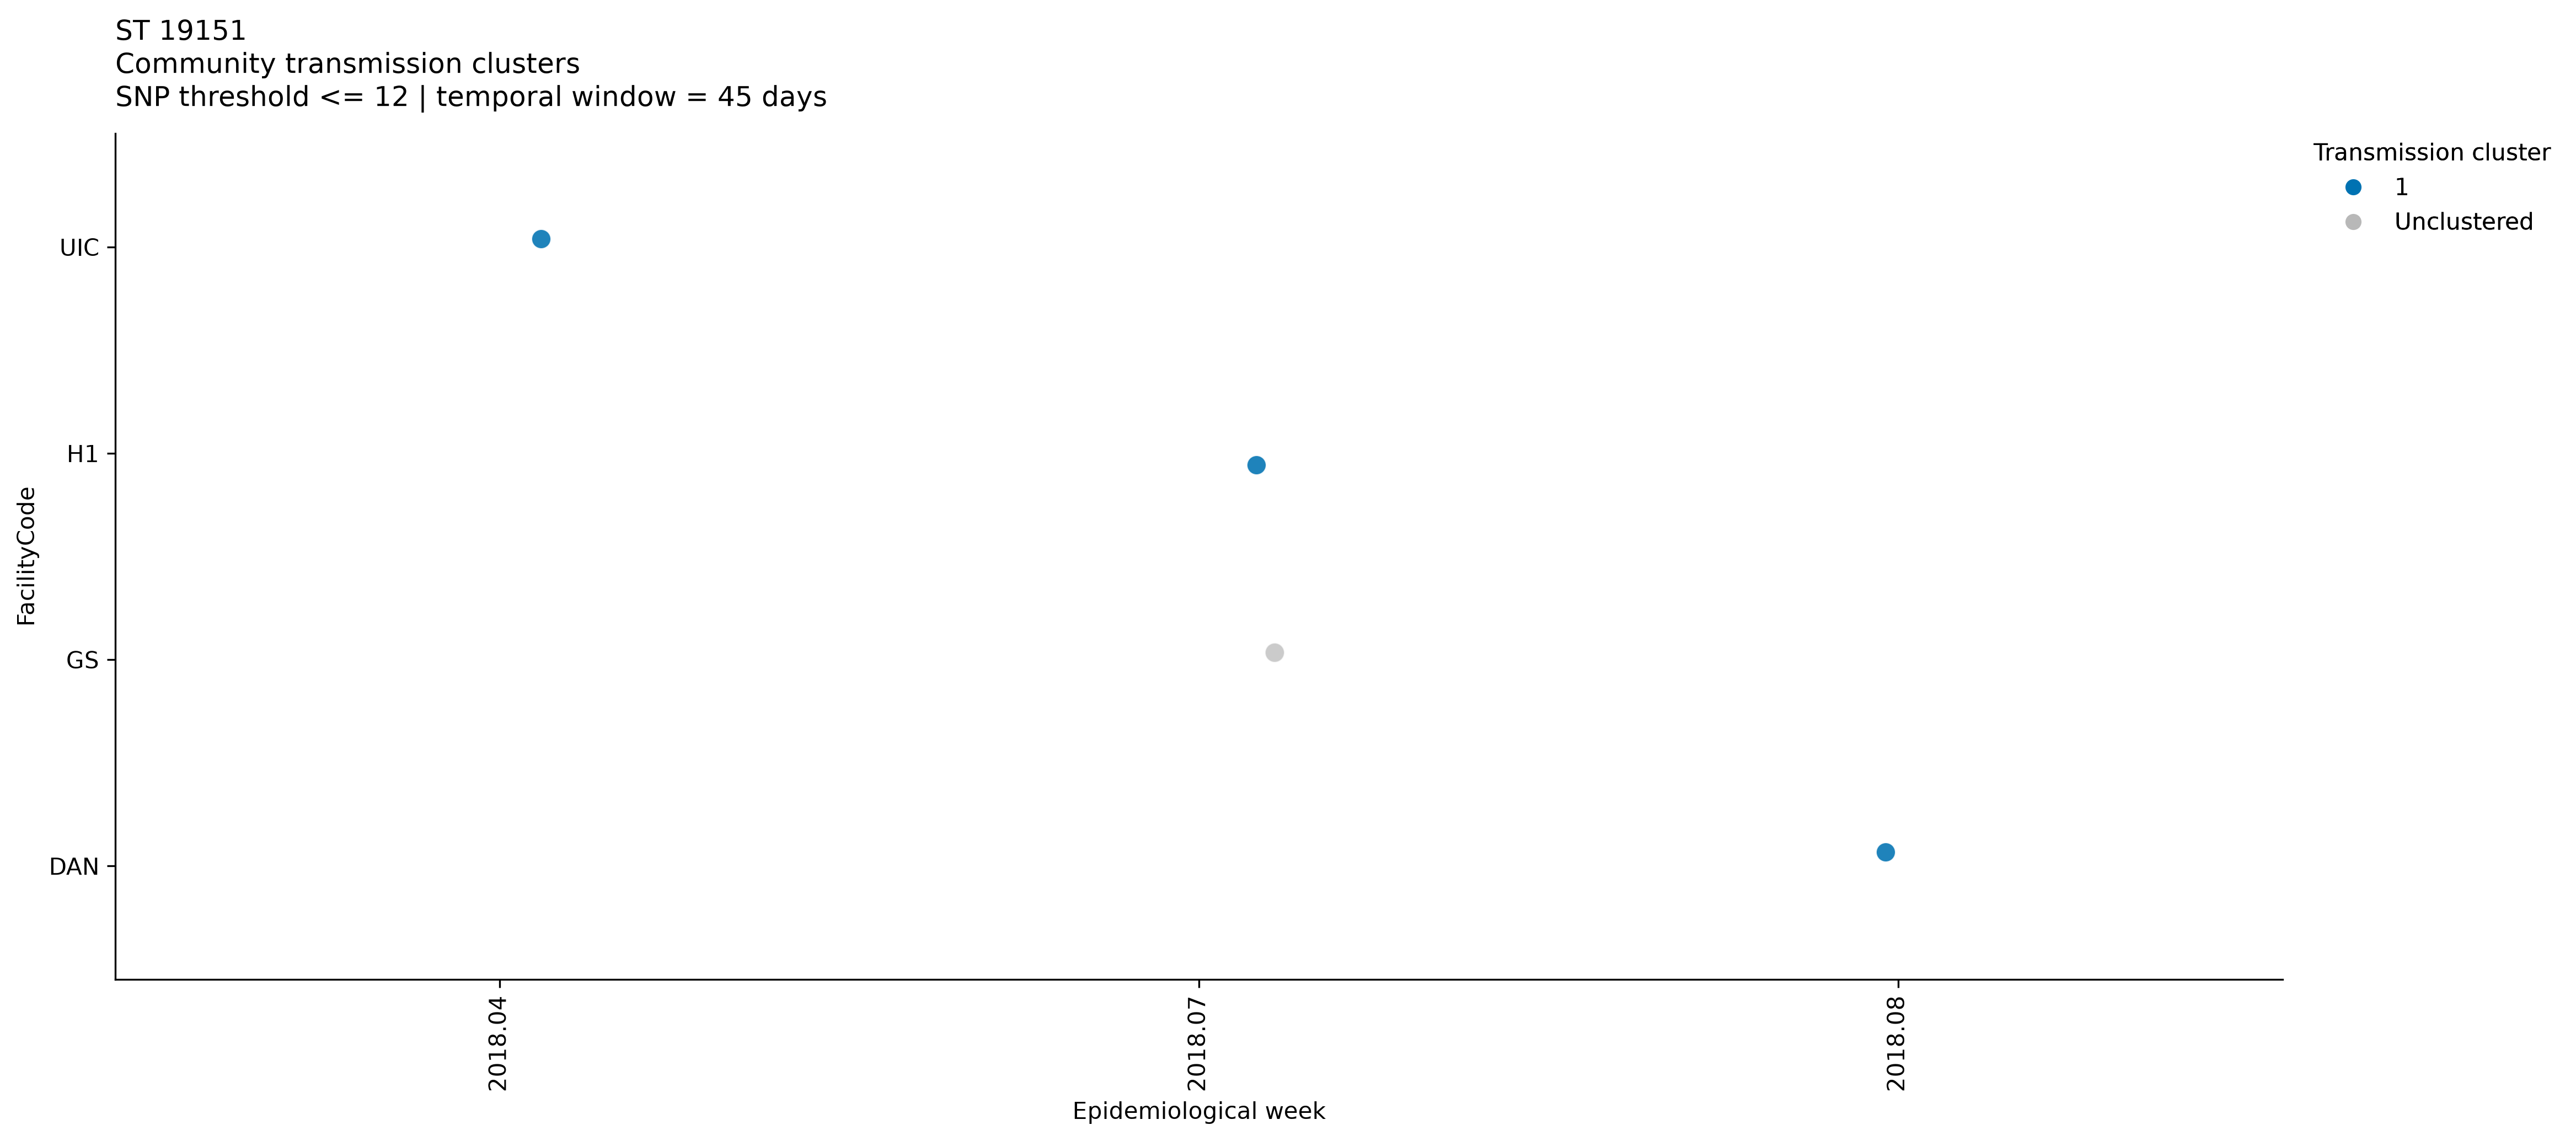 ST 19151
Community transmission clusters
SNP threshold <= 12 | temporal window = 45 days
Transmission cluster
1
Unclustered
FacilityCode
UIC
H1
GS
DAN
2018.04
2018.07
2018.08
Epidemiological week